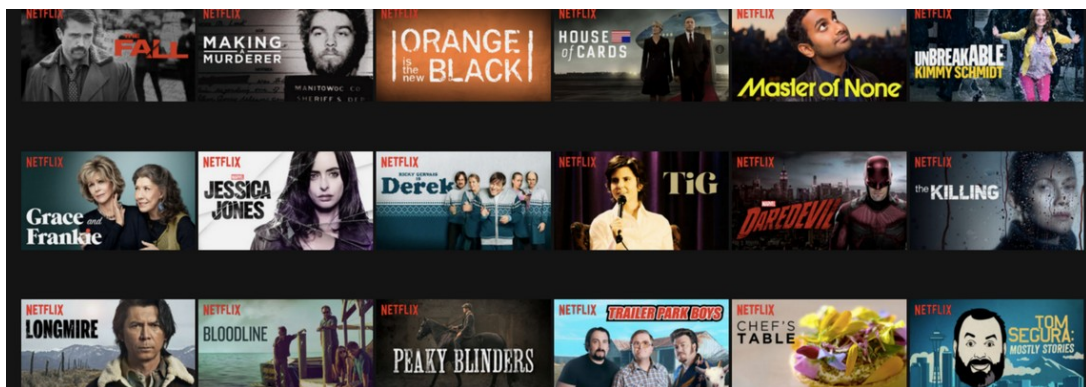 NETFLIX
THE
FALL
NETFLIX
MAKING
A
MURDERER
MANITOWOC CO
SHERIFF'S DEP
NETFLIX
ORANGE
is the new
BLACK
NETFLIX
HOUSE
of CARDS
NETFLIX
Master of None
NETFLIX
UNBREAKABLE
KIMMY SCHMIDT
NETFLIX
Grace and
Frankie
NETFLIX
MARVEL
JESSICA
JONES
NETFLIX
RICKY GERVAIS
IS
Derek
NETFLIX
TiG
NETFLIX
MARVEL
DAREDEVIL
NETFLIX
the KILLING
NETFLIX
LONGMIRE
NETFLIX
BLOODLINE
NETFLIX
PEAKY BLINDERS
NETFLIX
TRAILER PARK BOYS
NETFLIX
CHEF'S
TABLE
NETFLIX
TOM
SEGURA:
MOSTLY STORIES